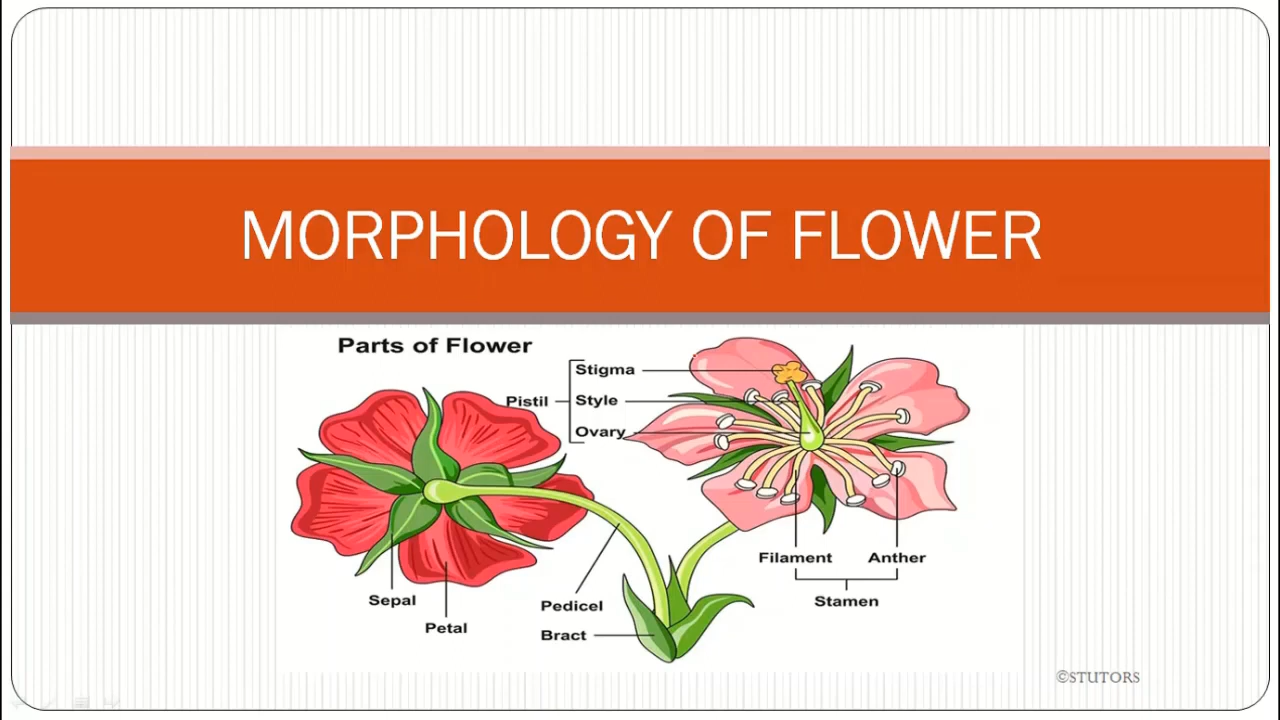 MORPHOLOGY OF FLOWER
Parts of Flower
Stigma
Pistil
Style
Ovary
Filament
Anther
Stamen
Sepal
Petal
Pedicel
Bract
©STUTORS